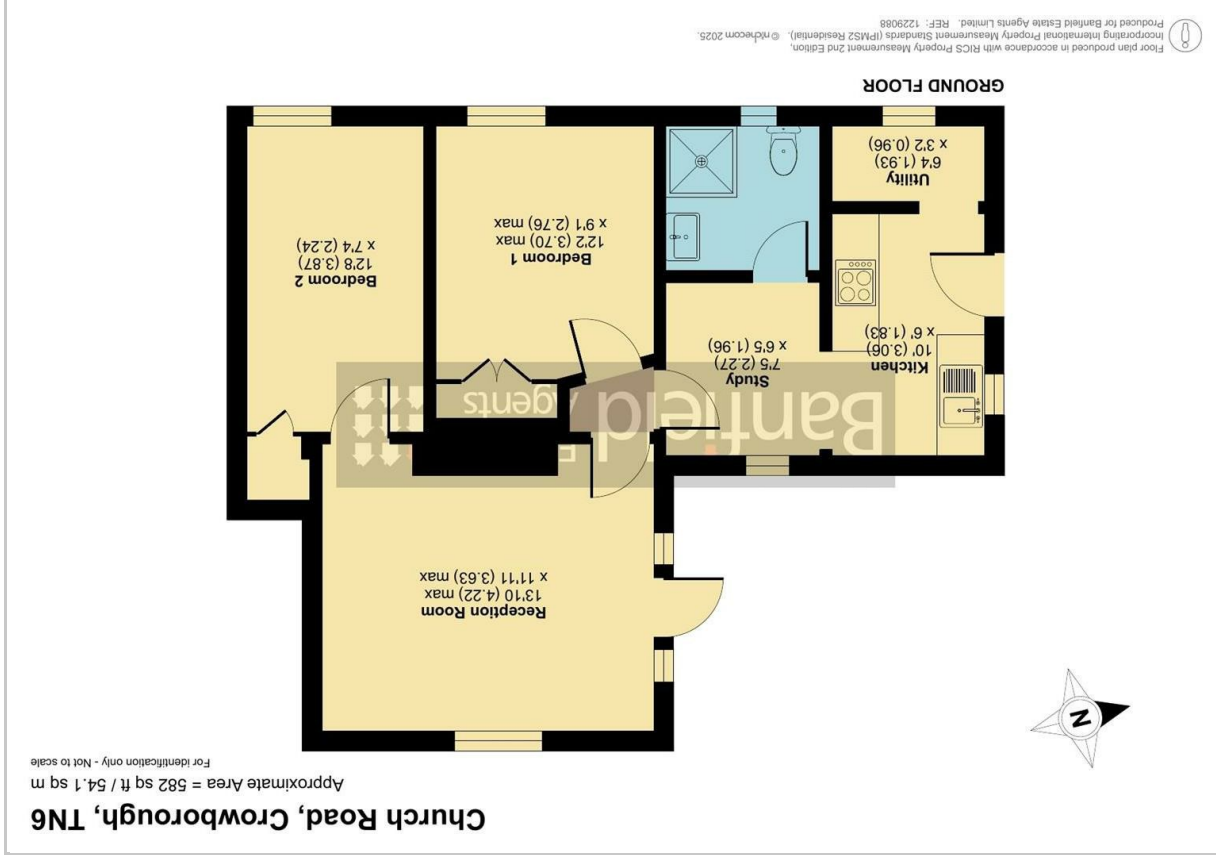 Church Road, Crowborough, TN6
Approximate Area = 582 sq ft / 54.1 sq m
For identification only - Not to scale
N
Reception Room
13'10 (4.22) max
x 11'11 (3.63) max
Banfield
Agents
Kitchen
10' (3.06)
x 6' (1.83)
Study
7'5 (2.27)
x 6'5 (1.96)
Bedroom 1
12'2 (3.70) max
x 9'1 (2.76) max
Bedroom 2
12'8 (3.87)
x 7'4 (2.24)
Utility
6'4 (1.93)
x 3'2 (0.96)
GROUND FLOOR
Floor plan produced in accordance with RICS Property Measurement 2nd Edition,
Incorporating International Property Measurement Standards (IPMS2 Residential). ©nichecom 2025.
Produced for Banfield Estate Agents Limited. REF: 1229088